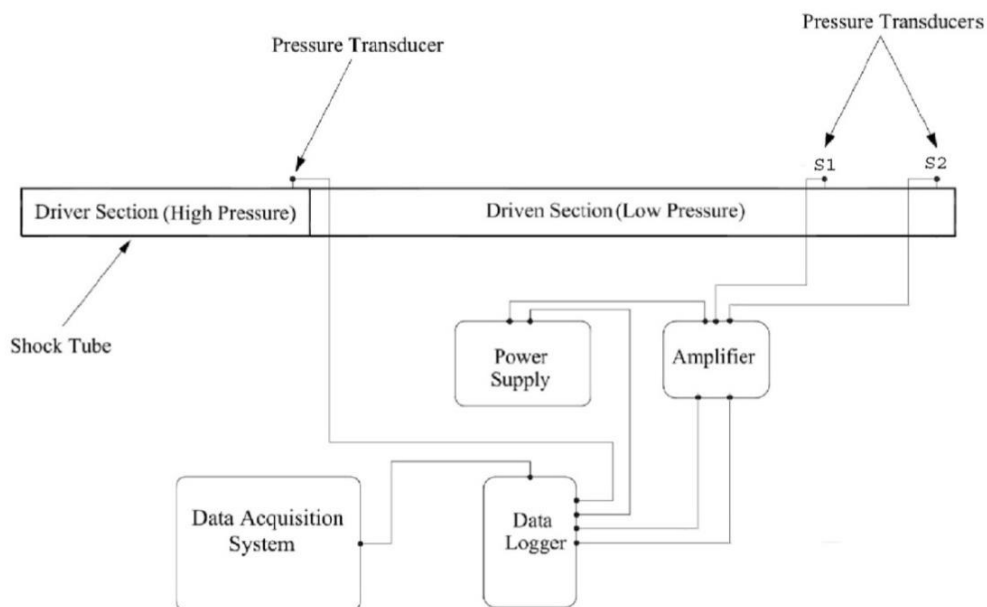 Pressure Transducers
Pressure Transducer
S1
S2
Driver Section (High Pressure)
Driven Section (Low Pressure)
Shock Tube
Power
Supply
Amplifier
Data Acquisition
System
Data
Logger